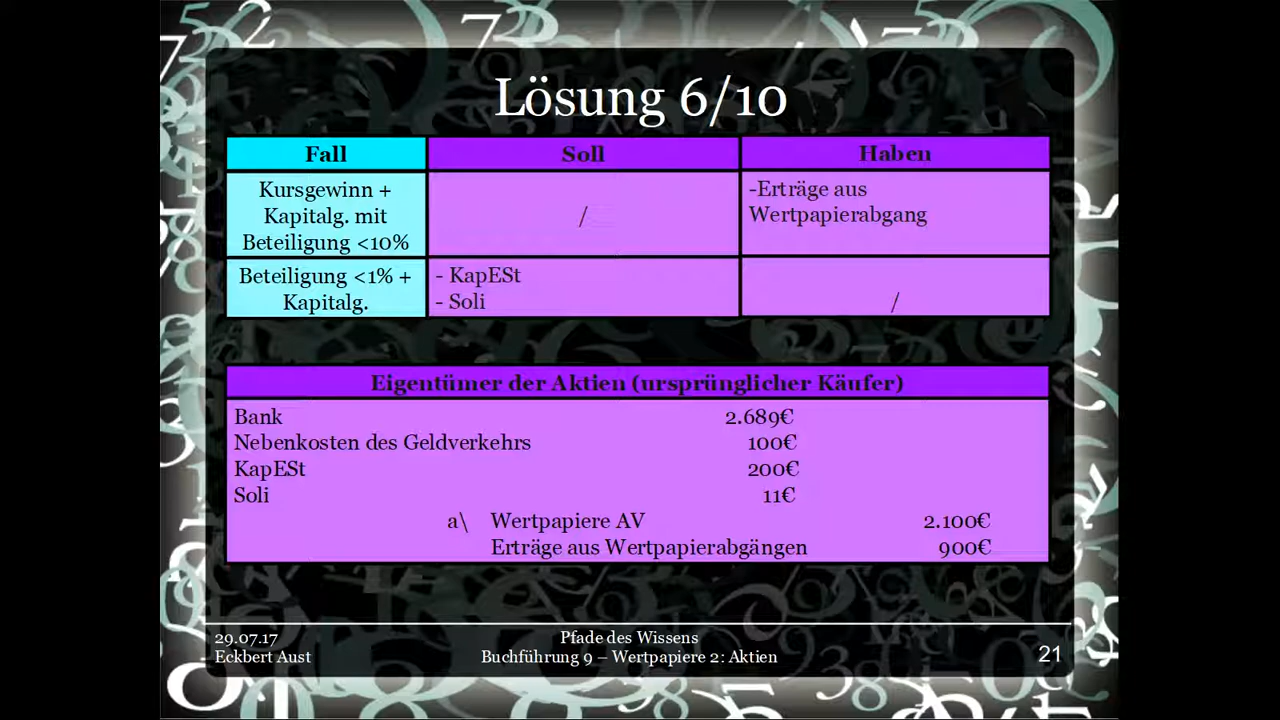 Lösung 6/10
Fall Soll Haben
Kursgewinn +
Kapitalg. mit
Beteiligung <10%
/
-Erträge aus
Wertpapierabgang
Beteiligung <1% +
Kapitalg.
- KapESt
- Soli
/
Eigentümer der Aktien (ursprünglicher Käufer)
Bank 2.689€
Nebenkosten des Geldverkehrs 100€
KapESt 200€
Soli 11€
a\ Wertpapiere AV 2.100€
Erträge aus Wertpapierabgängen 900€
29.07.17
Eckbert Aust
Pfade des Wissens
Buchführung 9 – Wertpapiere 2: Aktien
21